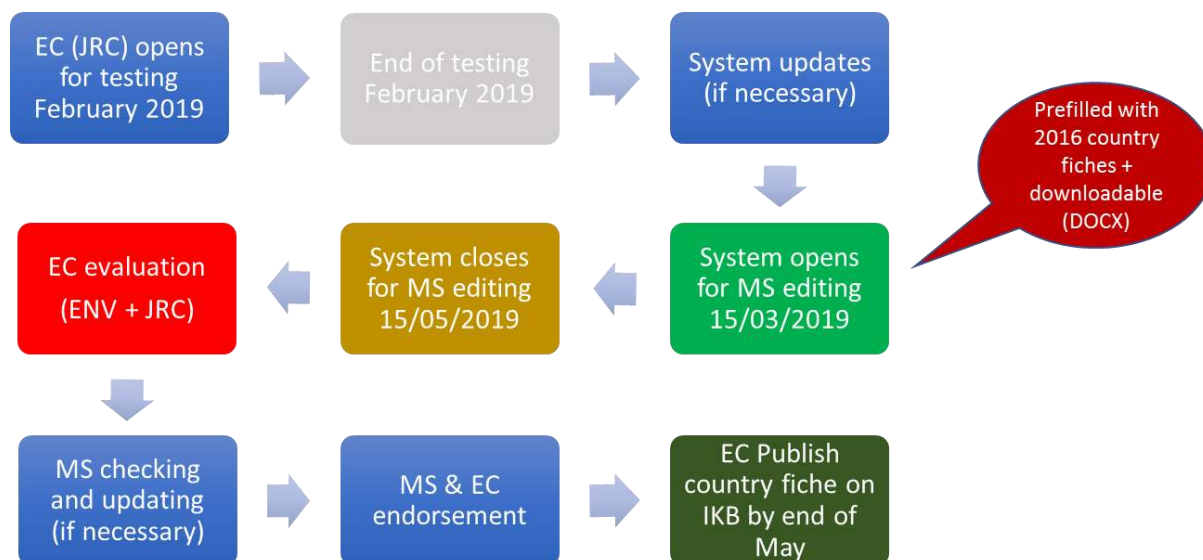 EC (JRC) opens
for testing
February 2019
End of testing
February 2019
System updates
(if necessary)
Prefilled with
2016 country
fiches +
downloadable
(DOCX)
System opens
for MS editing
15/03/2019
System closes
for MS editing
15/05/2019
EC evaluation
(ENV + JRC)
MS checking
and updating
(if necessary)
MS & EC
endorsement
EC Publish
country fiche on
IKB by end of
May